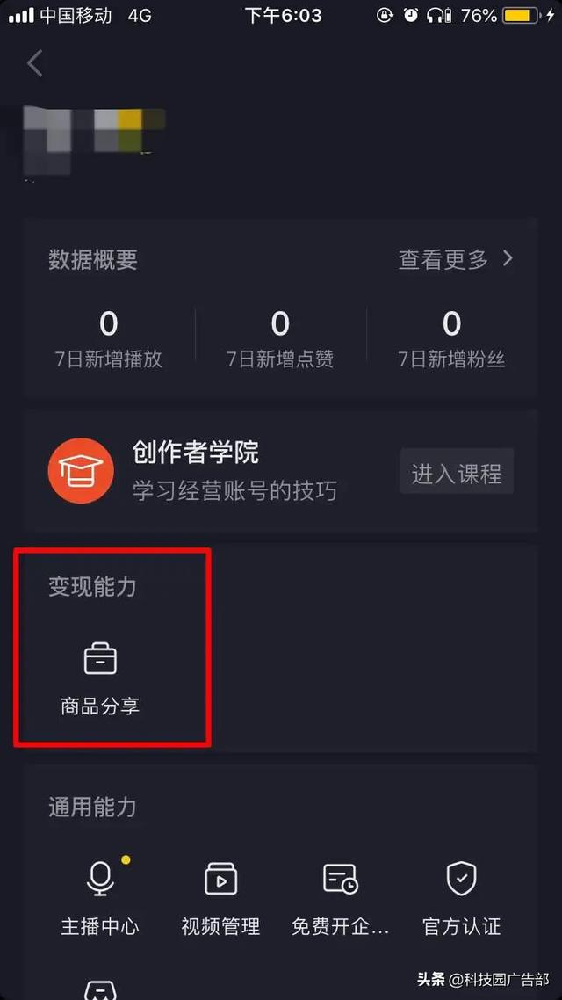 中国移动 4G 下午6:03 76%
数据概要 查看更多
0 0 0
7日新增播放 7日新增点赞 7日新增粉丝
创作者学院
学习经营账号的技巧
进入课程
变现能力
商品分享
通用能力
主播中心 视频管理 免费开企... 官方认证
头条 @科技园广告部